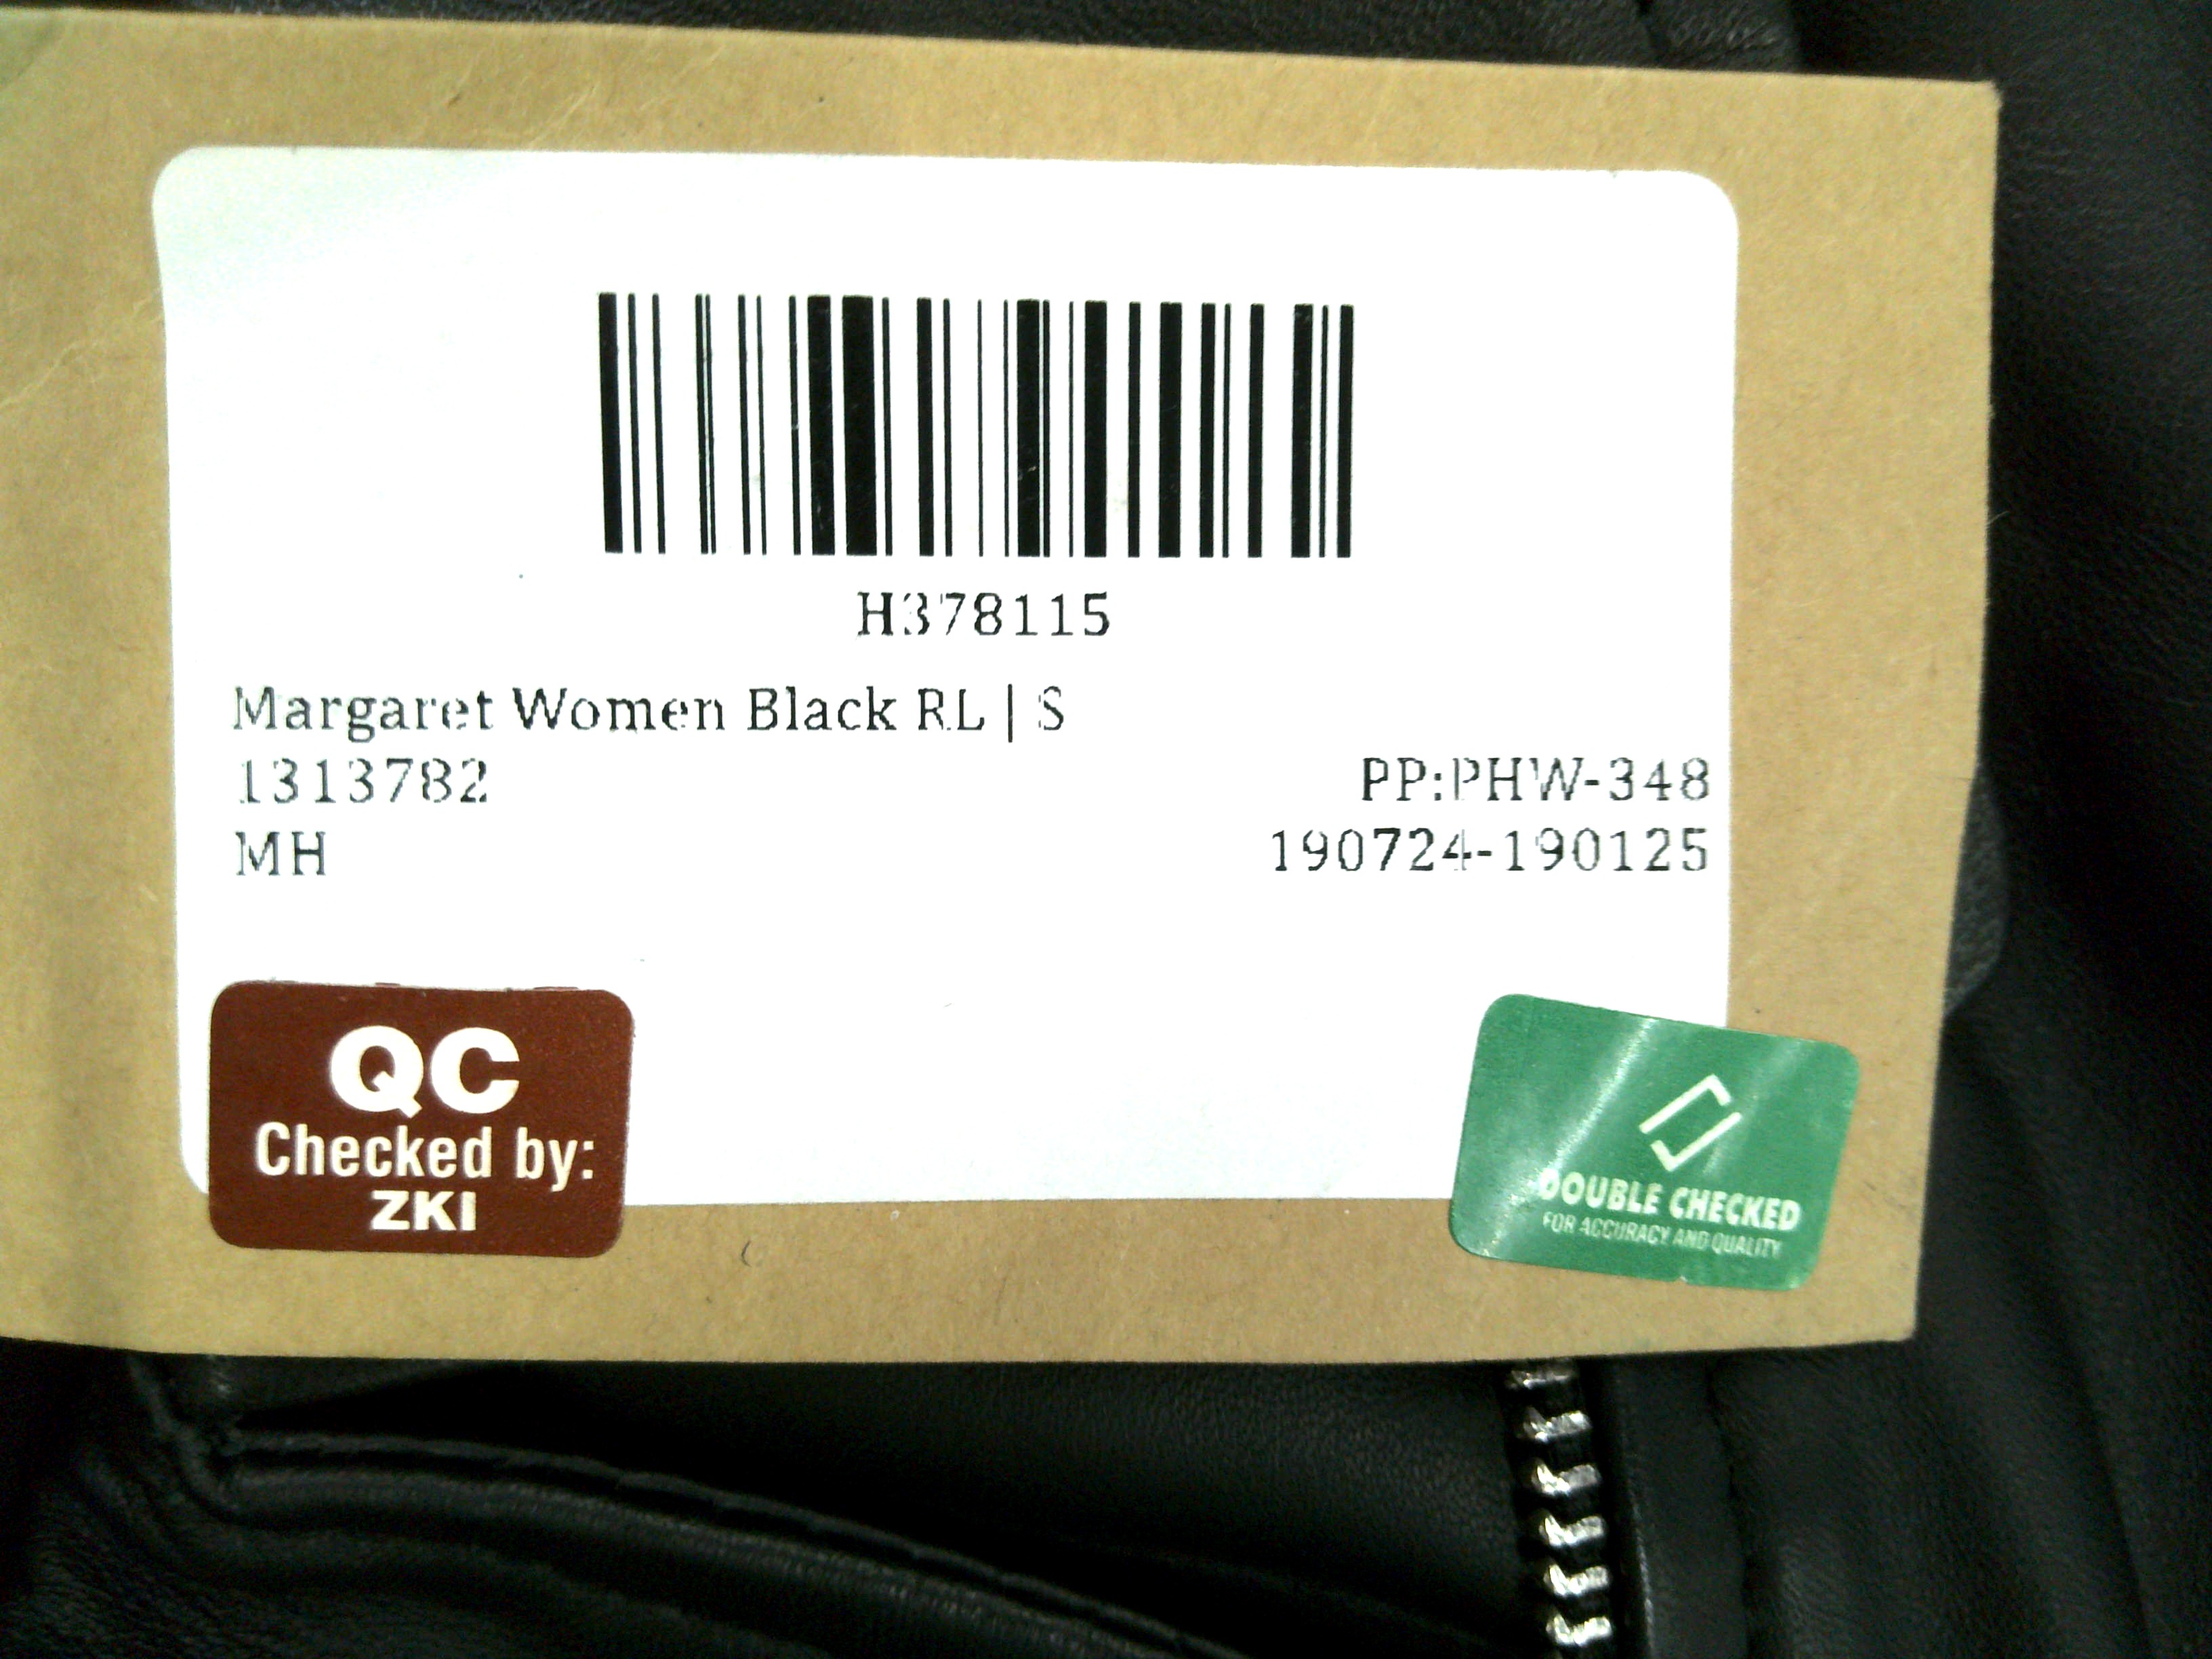 H378115
Margaret Women Black RL | S
1313782
PP:PHW-348
MH
190724-190125
QC
Checked by:
ZKI
DOUBLE CHECKED
FOR ACCURACY AND QUALITY